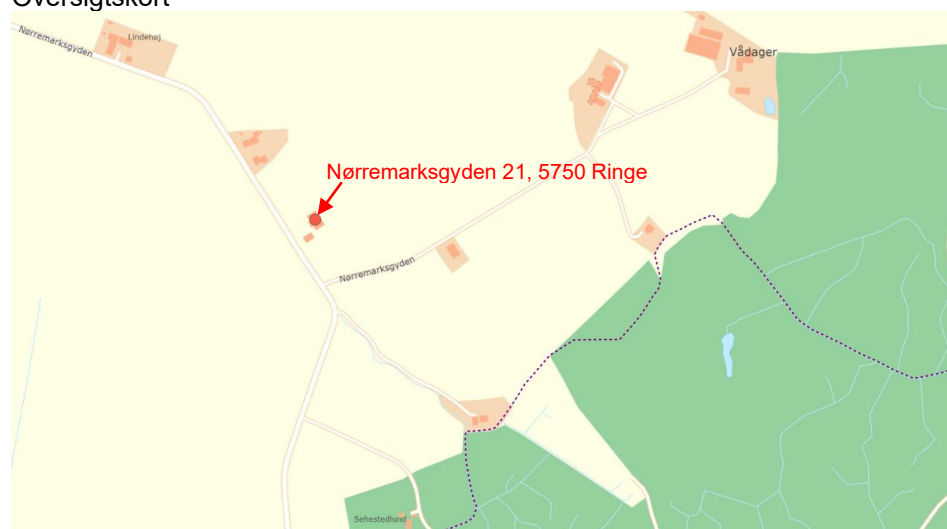 Oversigtskort
Nørremarksgyden
Lindehøj
Vådager
Nørremarksgyden 21, 5750 Ringe
Nørremarksgyden
Sehestedlund